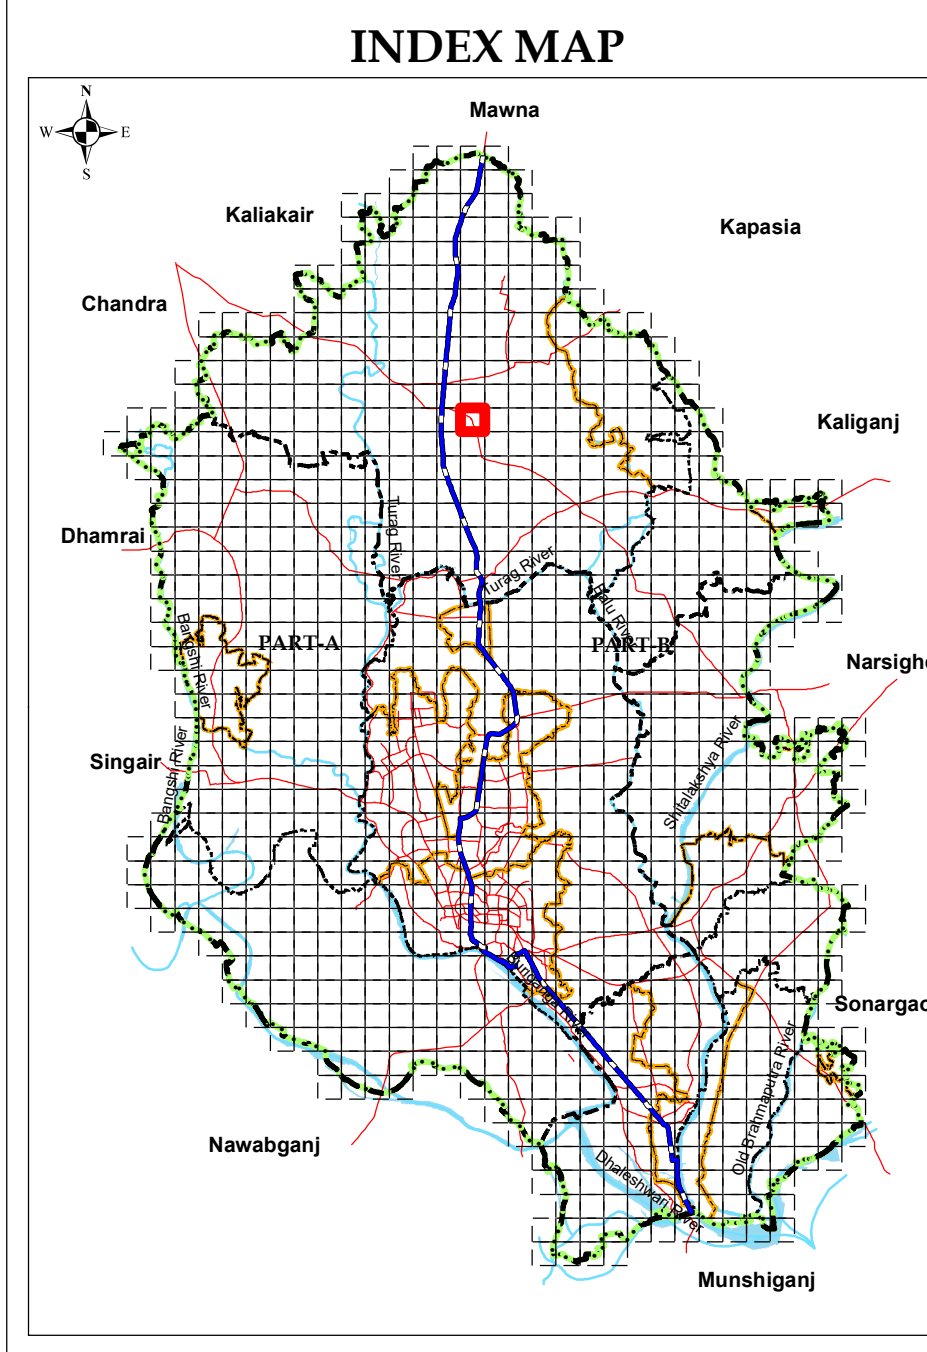 INDEX MAP
N
W E
S
Mawna
Kaliakair
Kapasia
Chandra
Kaliganj
Dhamrai
Turag River
Turag River
Balu River
Bangshi River
PART-A
PART-B
Narsigh
Shitalakshya River
Singair
Bangshi River
Buriganga River
Sonargao
Old Brahmaputra River
Nawabganj
Dhaleshwari River
Munshiganj